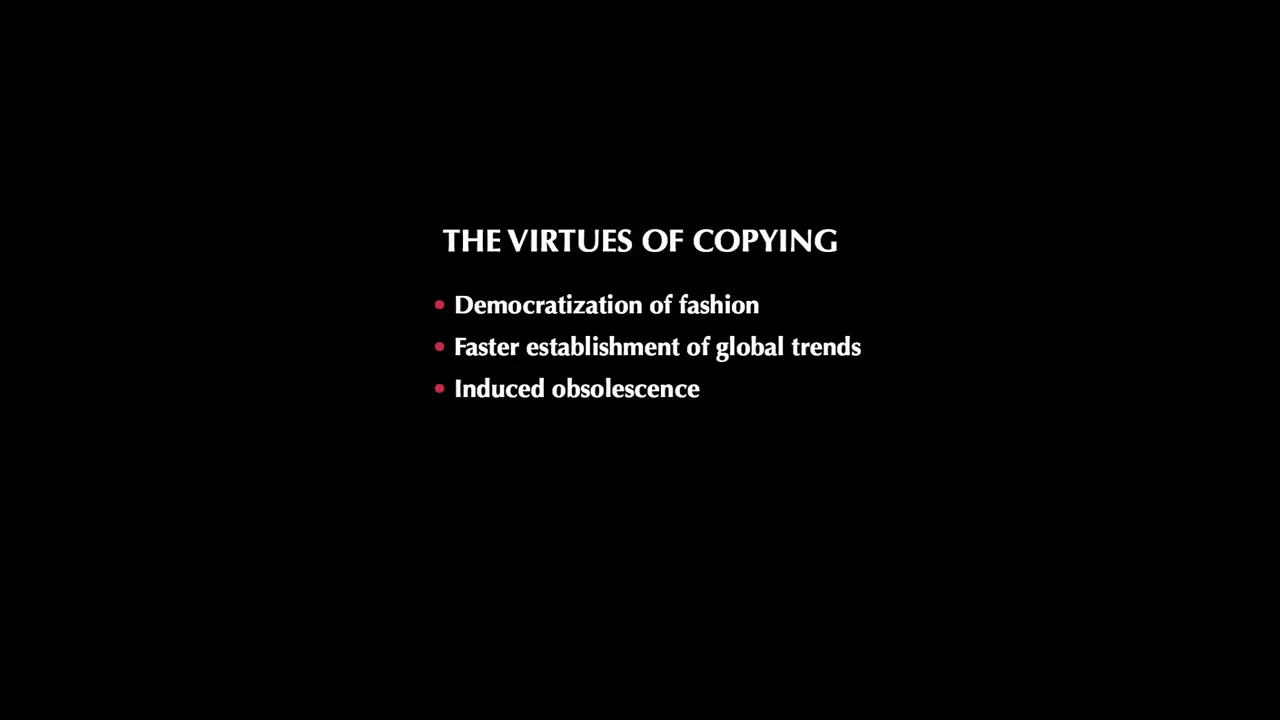 THE VIRTUES OF COPYING
• Democratization of fashion
• Faster establishment of global trends
• Induced obsolescence